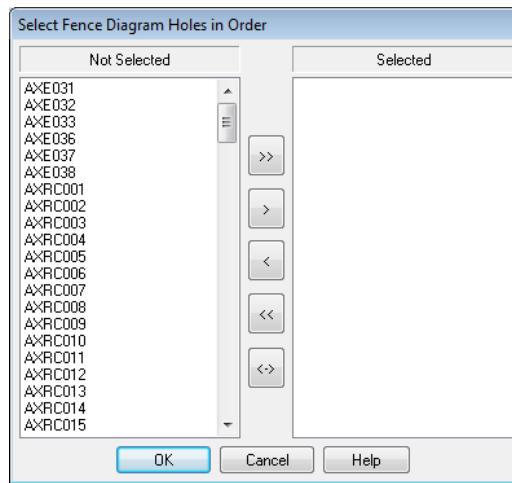 Select Fence Diagram Holes in Order
Not Selected
Selected
AXE031
AXE032
AXE033
AXE036
AXE037
AXE038
AXRC001
AXRC002
AXRC003
AXRC004
AXRC005
AXRC006
AXRC007
AXRC008
AXRC009
AXRC010
AXRC011
AXRC012
AXRC013
AXRC014
AXRC015
>>
>
<
<<
<->
OK
Cancel
Help